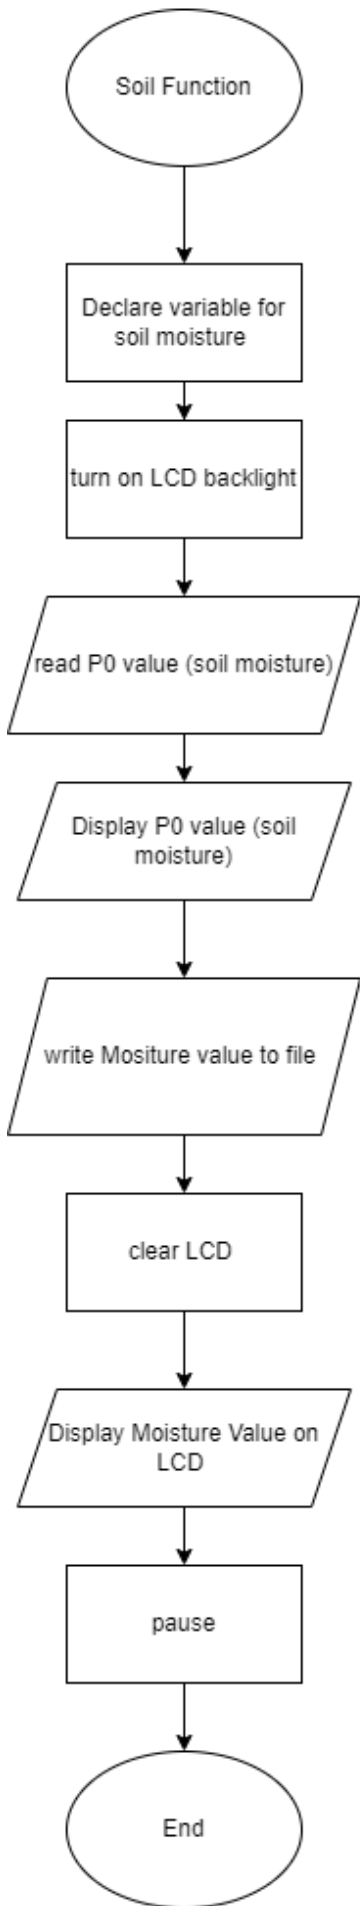 Soil Function
Declare variable for
soil moisture
turn on LCD backlight
read P0 value (soil moisture)
Display P0 value (soil
moisture)
write Mositure value to file
clear LCD
Display Moisture Value on
LCD
pause
End